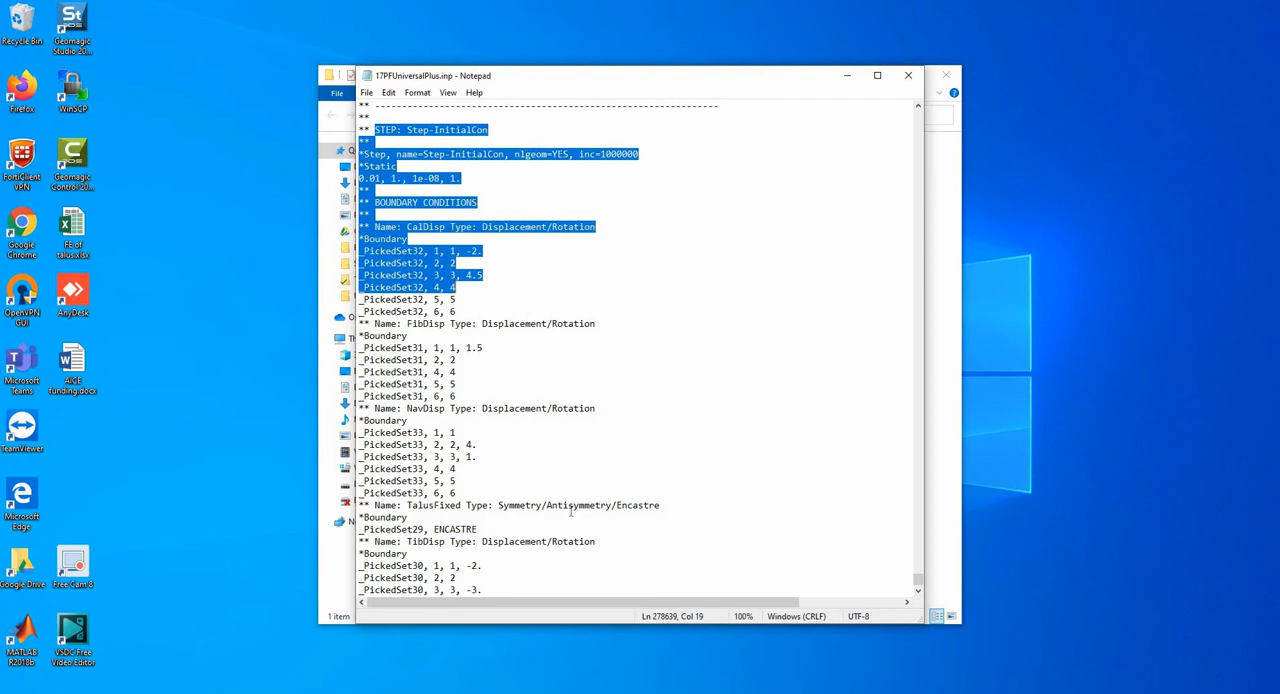 Recycle Bin
Geomagic Studio 20...
Firefox
WinSCP
FortiClient VPN
Geomagic Control 20...
Google Chrome
FE of talus.xlsx
OpenVPN GUI
AnyDesk
Microsoft Teams
AICE funding.docx
TeamViewer
Microsoft Edge
Google Drive
Free Cam 8
MATLAB R2018b
VSDC Free Video Editor
File
1 item
17PFUniversalPlus.inp - Notepad
File Edit Format View Help
** ----------------------------------------------------------------
**
** STEP: Step-InitialCon
**
*Step, name=Step-InitialCon, nlgeom=YES, inc=1000000
*Static
0.01, 1., 1e-08, 1.
**
** BOUNDARY CONDITIONS
**
** Name: CalDisp Type: Displacement/Rotation
*Boundary
_PickedSet32, 1, 1, -2.
_PickedSet32, 2, 2
_PickedSet32, 3, 3, 4.5
_PickedSet32, 4, 4
_PickedSet32, 5, 5
_PickedSet32, 6, 6
** Name: FibDisp Type: Displacement/Rotation
*Boundary
_PickedSet31, 1, 1, 1.5
_PickedSet31, 2, 2
_PickedSet31, 4, 4
_PickedSet31, 5, 5
_PickedSet31, 6, 6
** Name: NavDisp Type: Displacement/Rotation
*Boundary
_PickedSet33, 1, 1
_PickedSet33, 2, 2, 4.
_PickedSet33, 3, 3, 1.
_PickedSet33, 4, 4
_PickedSet33, 5, 5
_PickedSet33, 6, 6
** Name: TalusFixed Type: Symmetry/Antisymmetry/Encastre
*Boundary
_PickedSet29, ENCASTRE
** Name: TibDisp Type: Displacement/Rotation
*Boundary
_PickedSet30, 1, 1, -2.
_PickedSet30, 2, 2
_PickedSet30, 3, 3, -3.
Ln 278639, Col 19 100% Windows (CRLF) UTF-8